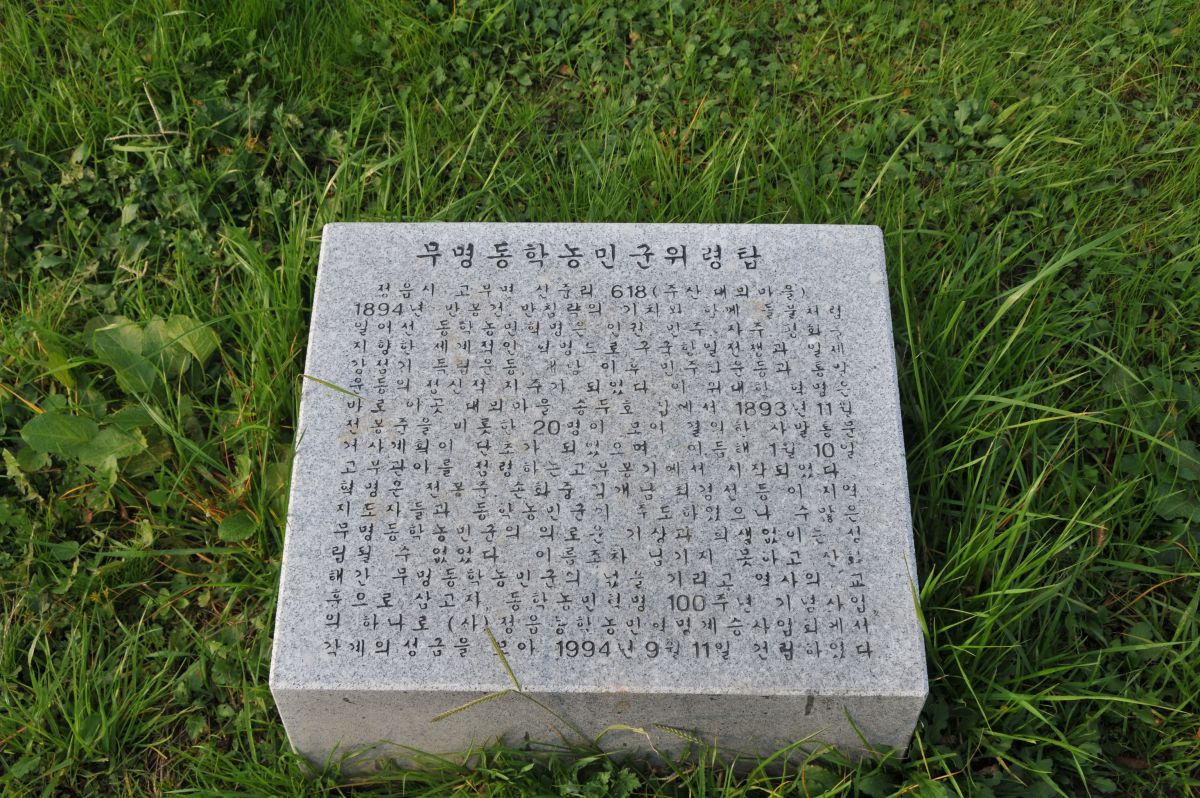 무명동학농민군위령탑
정읍시 고부면 신중리 618(주산 대뫼마을)
1894년 반봉건 반침략의 기치와 함께 들불처럼
일어선 동학농민혁명은 인간 민주 자주 평화
지향한 세계적인 혁명으로 구국항일전쟁과 일제
강점기 독립운동, 해방 이후 민주화운동과 통일
운동의 정신적 지주가 되었다 이 위대한 혁명은
바로 이곳 대뫼마을 송두호 집에서 1893년 11월
전봉준을 비롯한 20명이 모여 결의한 사발통문
거사계획이 단초가 되었으며, 이듬해 1월 10일
고부관아를 점령하는 고부봉기에서 시작되었다
혁명은 전봉준 손화중 김개남 최경선 등 이 지역
지도자들과 동학농민군이 주도하였으나 수많은
무명동학농민군의 의로운 기상과 희생없이는 성
립될 수 없었다 이름조차 남기지 못하고 산화
해간 무명동학농민군의 넋을 기리고 역사의 교
훈으로 삼고자 동학농민혁명 100주년 기념사업
의 하나로 (사)정읍동학농민혁명계승사업회에서
각계의성금을 모아 1994년 9월 11일 건립하였다